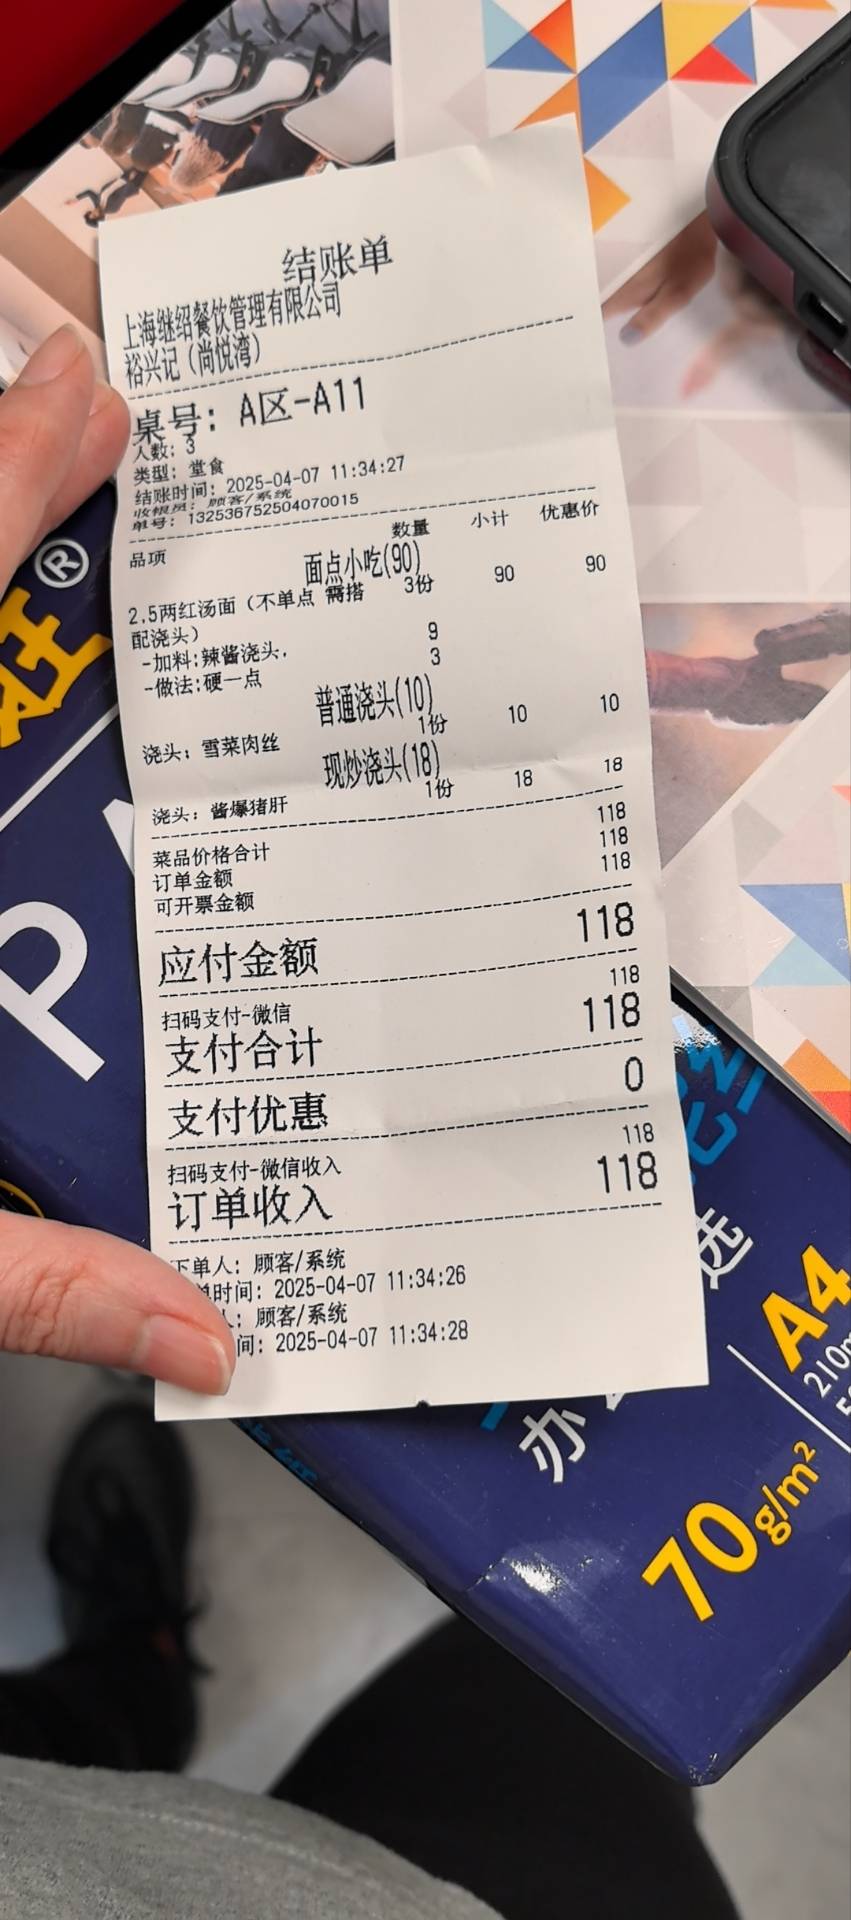 结账单
上海继绍餐饮管理有限公司
裕兴记（尚悦湾）
桌号：A区-A11
人数：3
类型：堂食
结账时间：2025-04-07 11:34:27
收银员：顾客/系统
单号：132536752504070015
品项 数量 小计 优惠价
面点小吃(90)
2.5两红汤面（不单点 需搭配浇头） 3份 90 90
-加料:辣酱浇头. 9
-做法:硬一点 3
普通浇头(10)
浇头：雪菜肉丝 1份 10 10
现炒浇头(18)
浇头：酱爆猪肝 1份 18 18
菜品价格合计 118
订单金额 118
可开票金额 118
应付金额 118
扫码支付-微信 118
支付合计 118
支付优惠 0
扫码支付-微信收入 118
订单收入 118
下单人：顾客/系统
单时间：2025-04-07 11:34:26
人：顾客/系统
间：2025-04-07 11:34:28
旺®
P
选
办
A4
70g/m²